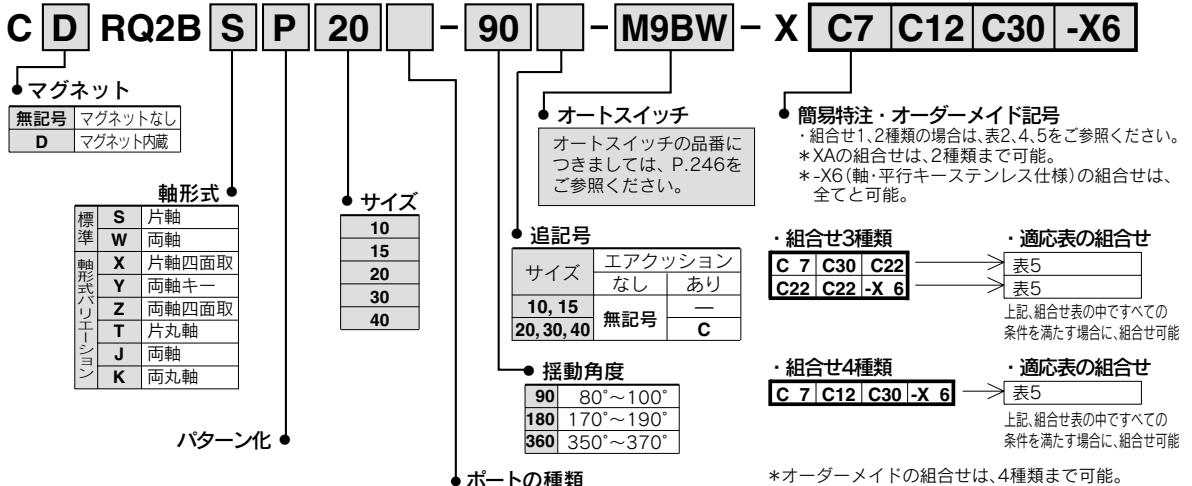 C D RQ2B S P 20 - 90 - M9BW - X C7 C12 C30 -X6
●マグネット
無記号 マグネットなし
D マグネット内蔵
軸形式●
標準 S 片軸
W 両軸
軸形式バリエーション X 片軸四面取
Y 両軸キー
Z 両軸四面取
T 片丸軸
J 両軸
K 両丸軸
パターン化●
●サイズ
10
15
20
30
40
●ポートの種類
●揺動角度
90 80°~100°
180 170°~190°
360 350°~370°
●追記号
サイズ エアクッション
なし あり
10, 15 無記号 —
20, 30, 40 C
●オートスイッチ
オートスイッチの品番に
つきましては、P.246を
ご参照ください。
●簡易特注・オーダーメイド記号
・組合せ1、2種類の場合は、表2、4、5をご参照ください。
＊XAの組合せは、2種類まで可能。
＊-X6(軸・平行キーステンレス仕様)の組合せは、
全てと可能。
・組合せ3種類 ・適応表の組合せ
C 7 C30 C22 表5
C22 C22 -X 6 表5
上記、組合せ表の中ですべての
条件を満たす場合に、組合せ可能
・組合せ4種類 ・適応表の組合せ
C 7 C12 C30 -X 6 表5
上記、組合せ表の中ですべての
条件を満たす場合に、組合せ可能
＊オーダーメイドの組合せは、4種類まで可能。